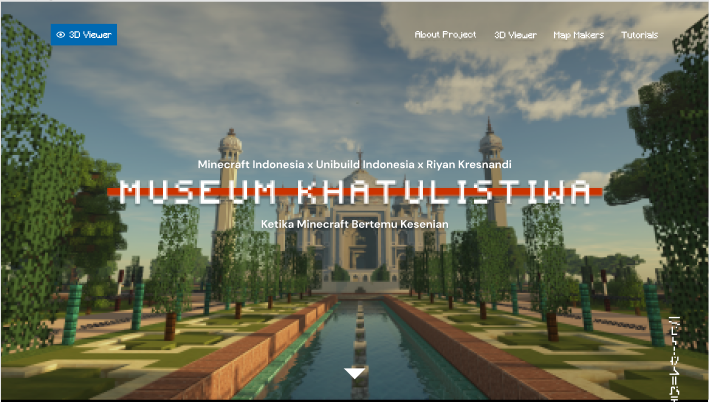 3D Viewer
About Project
3D Viewer
Map Makers
Tutorials
Minecraft Indonesia x Unibuild Indonesia x Riyan Kresnandi
MUSEUM KHATULISTIWA
Ketika Minecraft Bertemu Kesenian